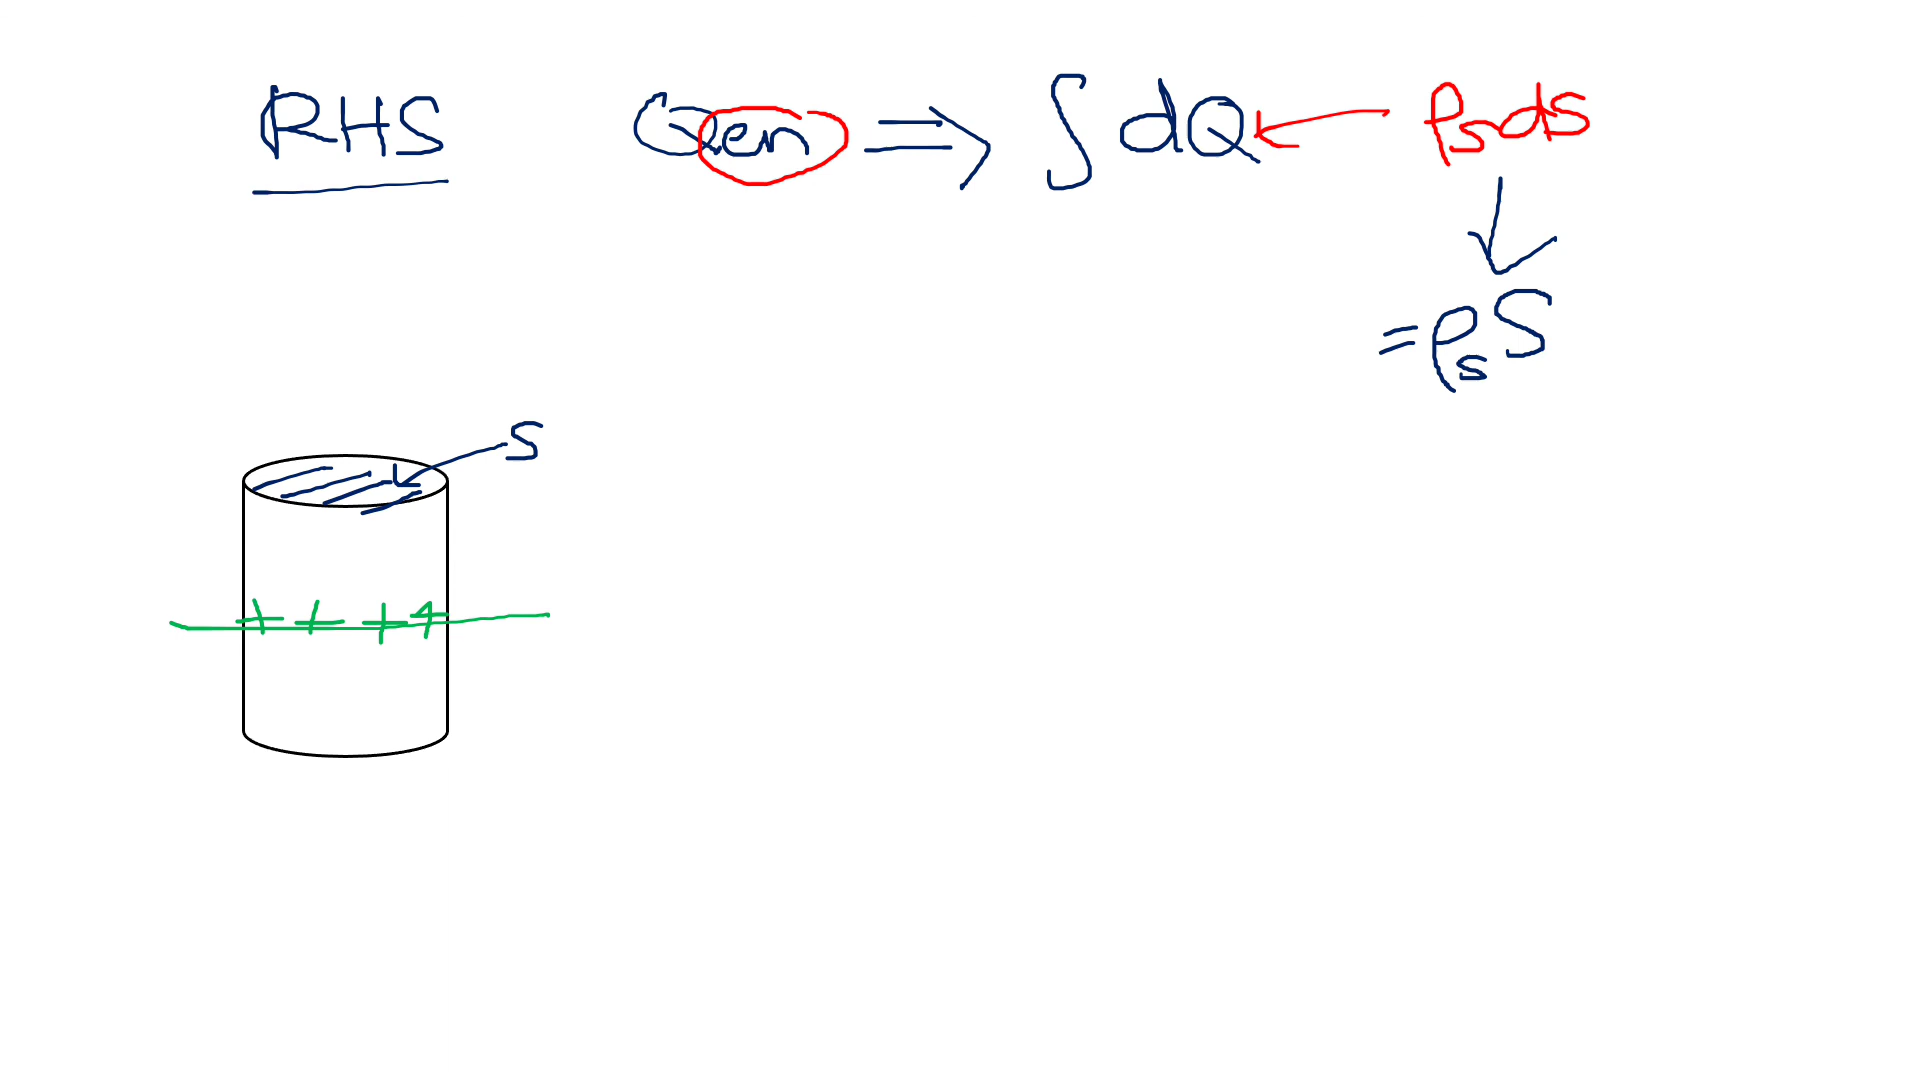 RHS Qen ⇒ ∫dQ ← ρₛds
= ρₛS
S
+ + + +